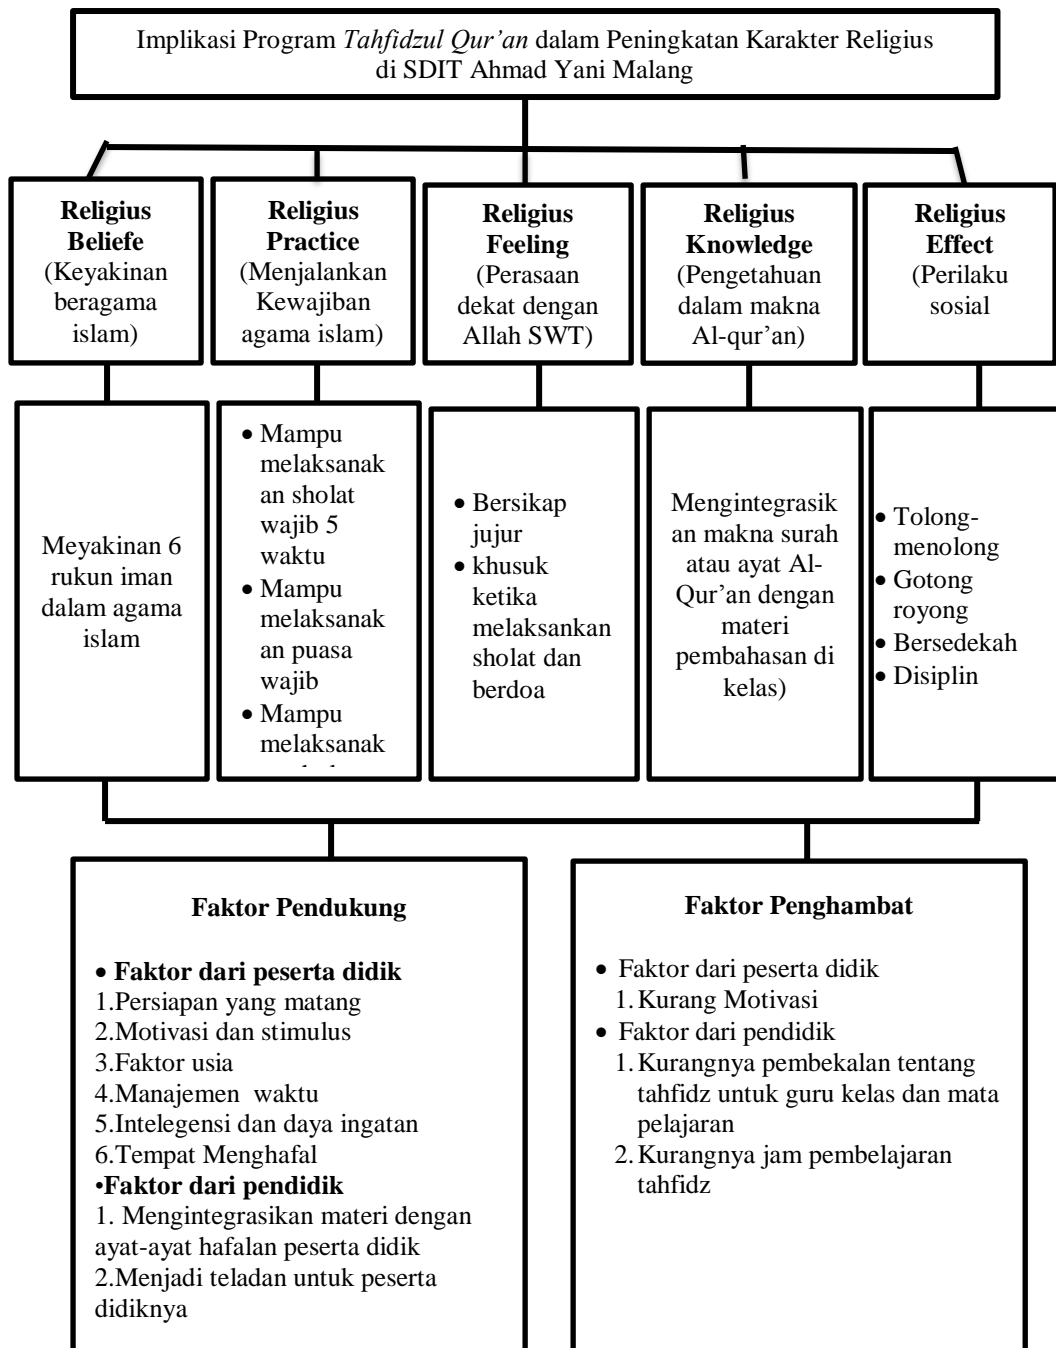 Implikasi Program Tahfidzul Qur’an dalam Peningkatan Karakter Religius
di SDIT Ahmad Yani Malang
Religius
Beliefe
(Keyakinan
beragama
islam)
Religius
Practice
(Menjalankan
Kewajiban
agama islam)
Religius
Feeling
(Perasaan
dekat dengan
Allah SWT)
Religius
Knowledge
(Pengetahuan
dalam makna
Al-qur’an)
Religius
Effect
(Perilaku
sosial
Meyakinan 6
rukun iman
dalam agama
islam
• Mampu
melaksanak
an sholat
wajib 5
waktu
• Mampu
melaksanak
an puasa
wajib
• Mampu
melaksanak
• Bersikap
jujur
• khusuk
ketika
melaksankan
sholat dan
berdoa
Mengintegrasik
an makna surah
atau ayat Al-
Qur’an dengan
materi
pembahasan di
kelas)
• Tolong-
menolong
• Gotong
royong
• Bersedekah
• Disiplin
Faktor Pendukung
• Faktor dari peserta didik
1.Persiapan yang matang
2.Motivasi dan stimulus
3.Faktor usia
4.Manajemen waktu
5.Intelegensi dan daya ingatan
6.Tempat Menghafal
•Faktor dari pendidik
1. Mengintegrasikan materi dengan
ayat-ayat hafalan peserta didik
2.Menjadi teladan untuk peserta
didiknya
Faktor Penghambat
• Faktor dari peserta didik
1. Kurang Motivasi
• Faktor dari pendidik
1. Kurangnya pembekalan tentang
tahfidz untuk guru kelas dan mata
pelajaran
2. Kurangnya jam pembelajaran
tahfidz